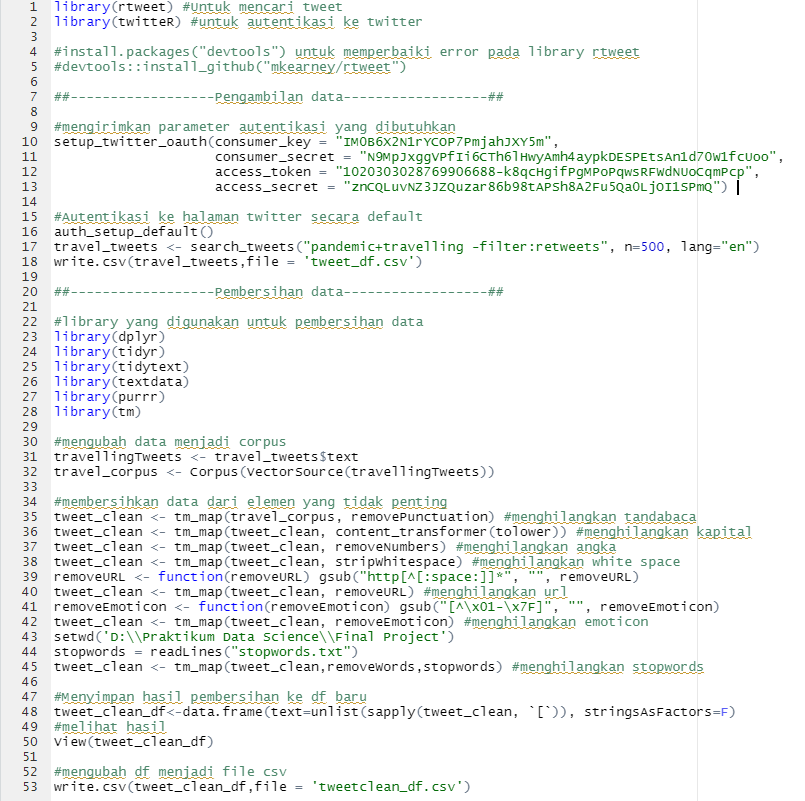 1 library(rtweet) #Untuk mencari tweet
2 library(twitteR) #untuk autentikasi ke twitter
3
4 #install.packages("devtools") untuk memperbaiki error pada library rtweet
5 #devtools::install_github("mkearney/rtweet")
6
7 ##------------------Pengambilan data------------------##
8
9 #mengirimkan parameter autentikasi yang dibutuhkan
10 setup_twitter_oauth(consumer_key = "IM0B6X2N1rYCOP7PmjahJXY5m",
11 consumer_secret = "N9MpJxggVPfIi6CTh6lHwyAmh4aypkDESPEtsAn1d70W1fcUoo",
12 access_token = "1020303028769906688-k8qcHgifPgMPoPqwsRFWdNUoCqmPcp",
13 access_secret = "znCQLuvNZ3JZQuzar86b98tAPSh8A2Fu5QaOLjOI1SPmQ")
14
15 #Autentikasi ke halaman twitter secara default
16 auth_setup_default()
17 travel_tweets <- search_tweets("pandemic+travelling -filter:retweets", n=500, lang="en")
18 write.csv(travel_tweets,file = 'tweet_df.csv')
19
20 ##------------------Pembersihan data------------------##
21
22 #library yang digunakan untuk pembersihan data
23 library(dplyr)
24 library(tidyr)
25 library(tidytext)
26 library(textdata)
27 library(purrr)
28 library(tm)
29
30 #mengubah data menjadi corpus
31 travellingTweets <- travel_tweets$text
32 travel_corpus <- Corpus(VectorSource(travellingTweets))
33
34 #membersihkan data dari elemen yang tidak penting
35 tweet_clean <- tm_map(travel_corpus, removePunctuation) #menghilangkan tandabaca
36 tweet_clean <- tm_map(tweet_clean, content_transformer(tolower)) #menghilangkan kapital
37 tweet_clean <- tm_map(tweet_clean, removeNumbers) #menghilangkan angka
38 tweet_clean <- tm_map(tweet_clean, stripWhitespace) #menghilangkan white space
39 removeURL <- function(removeURL) gsub("http[^[:space:]]*", "", removeURL)
40 tweet_clean <- tm_map(tweet_clean, removeURL) #menghilangkan url
41 removeEmoticon <- function(removeEmoticon) gsub("[^\x01-\x7F]", "", removeEmoticon)
42 tweet_clean <- tm_map(tweet_clean, removeEmoticon) #menghilangkan emoticon
43 setwd('D:\\Praktikum Data Science\\Final Project')
44 stopwords = readLines("stopwords.txt")
45 tweet_clean <- tm_map(tweet_clean,removeWords,stopwords) #menghilangkan stopwords
46
47 #Menyimpan hasil pembersihan ke df baru
48 tweet_clean_df<-data.frame(text=unlist(sapply(tweet_clean, `[`)), stringsAsFactors=F)
49 #melihat hasil
50 View(tweet_clean_df)
51
52 #mengubah df menjadi file csv
53 write.csv(tweet_clean_df,file = 'tweetclean_df.csv')